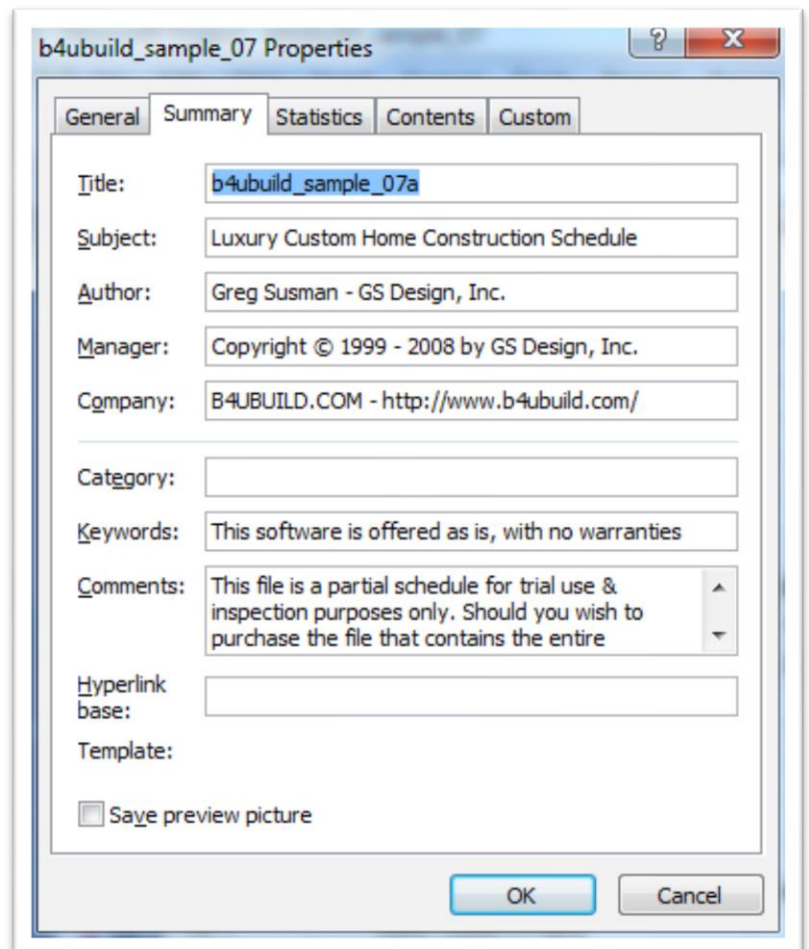 b4ubuild_sample_07 Properties
General Summary Statistics Contents Custom
Title: b4ubuild_sample_07a
Subject: Luxury Custom Home Construction Schedule
Author: Greg Susman - GS Design, Inc.
Manager: Copyright © 1999 - 2008 by GS Design, Inc.
Company: B4UBUILD.COM - http://www.b4ubuild.com/
Category:
Keywords: This software is offered as is, with no warranties
Comments: This file is a partial schedule for trial use &
inspection purposes only. Should you wish to
purchase the file that contains the entire
Hyperlink
base:
Template:
Save preview picture
OK Cancel